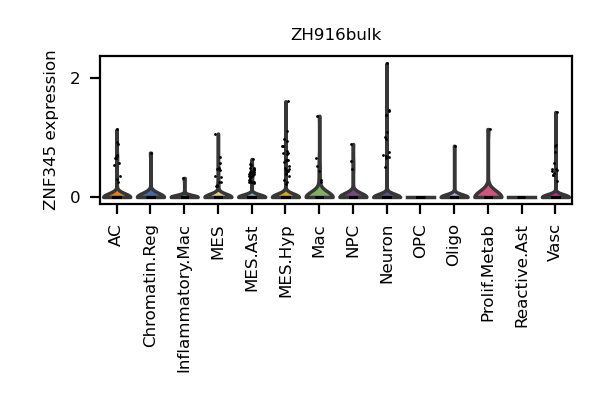 ZH916bulk
ZNF345 expression
2
0
AC
Chromatin.Reg
Inflammatory.Mac
MES
MES.Ast
MES.Hyp
Mac
NPC
Neuron
OPC
Oligo
Prolif.Metab
Reactive.Ast
Vasc